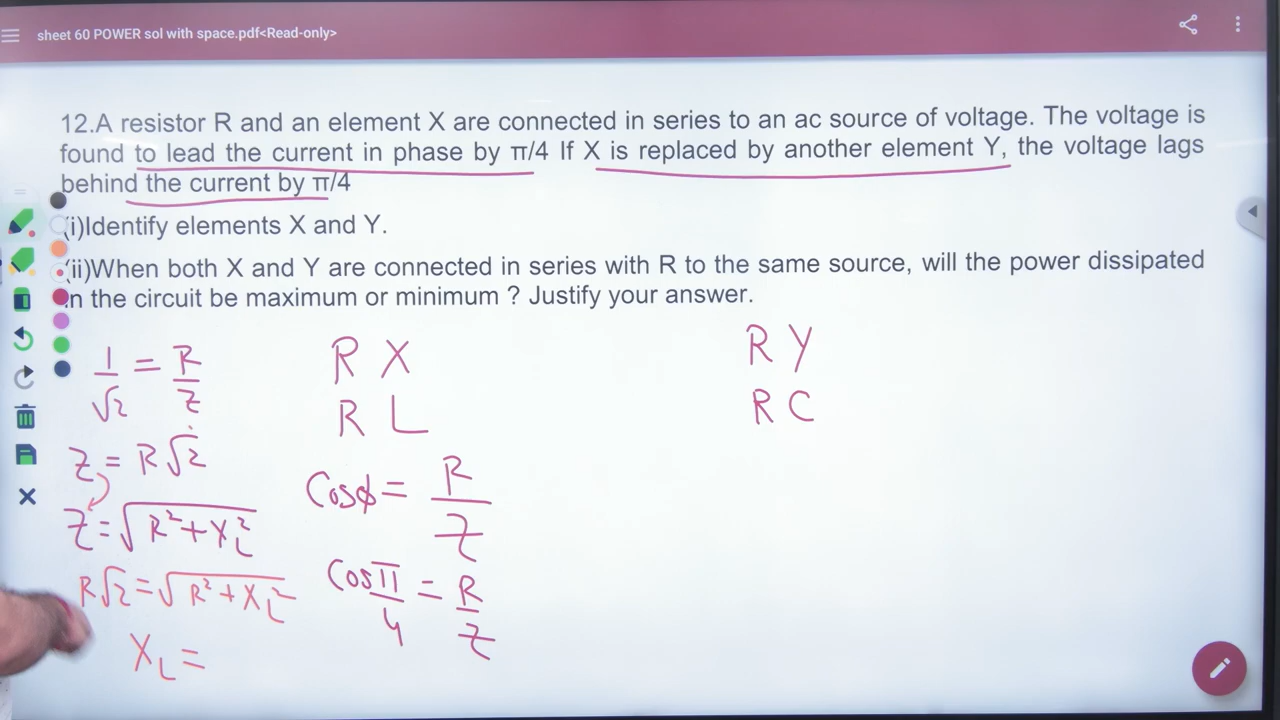 sheet 60 POWER sol with space.pdf<Read-only>
12.A resistor R and an element X are connected in series to an ac source of voltage. The voltage is
found to lead the current in phase by π/4 If X is replaced by another element Y, the voltage lags
behind the current by π/4
(i)Identify elements X and Y.
(ii)When both X and Y are connected in series with R to the same source, will the power dissipated
in the circuit be maximum or minimum ? Justify your answer.
1/√2 = R/Z
Z = R√2
Z = √R²+X_L²
R√2 = √R²+X_L²
X_L =
R X
R L
Cosφ = R/Z
Cos π/4 = R/Z
R Y
R C